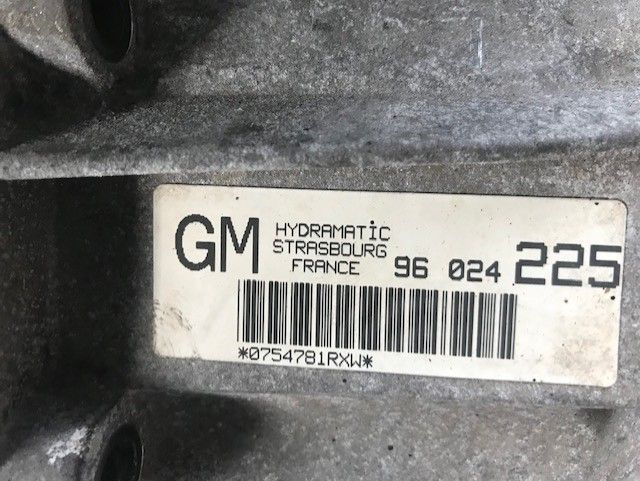 GM HYDRAMATIC
STRASBOURG
FRANCE 96 024 225
*0754781RXW*